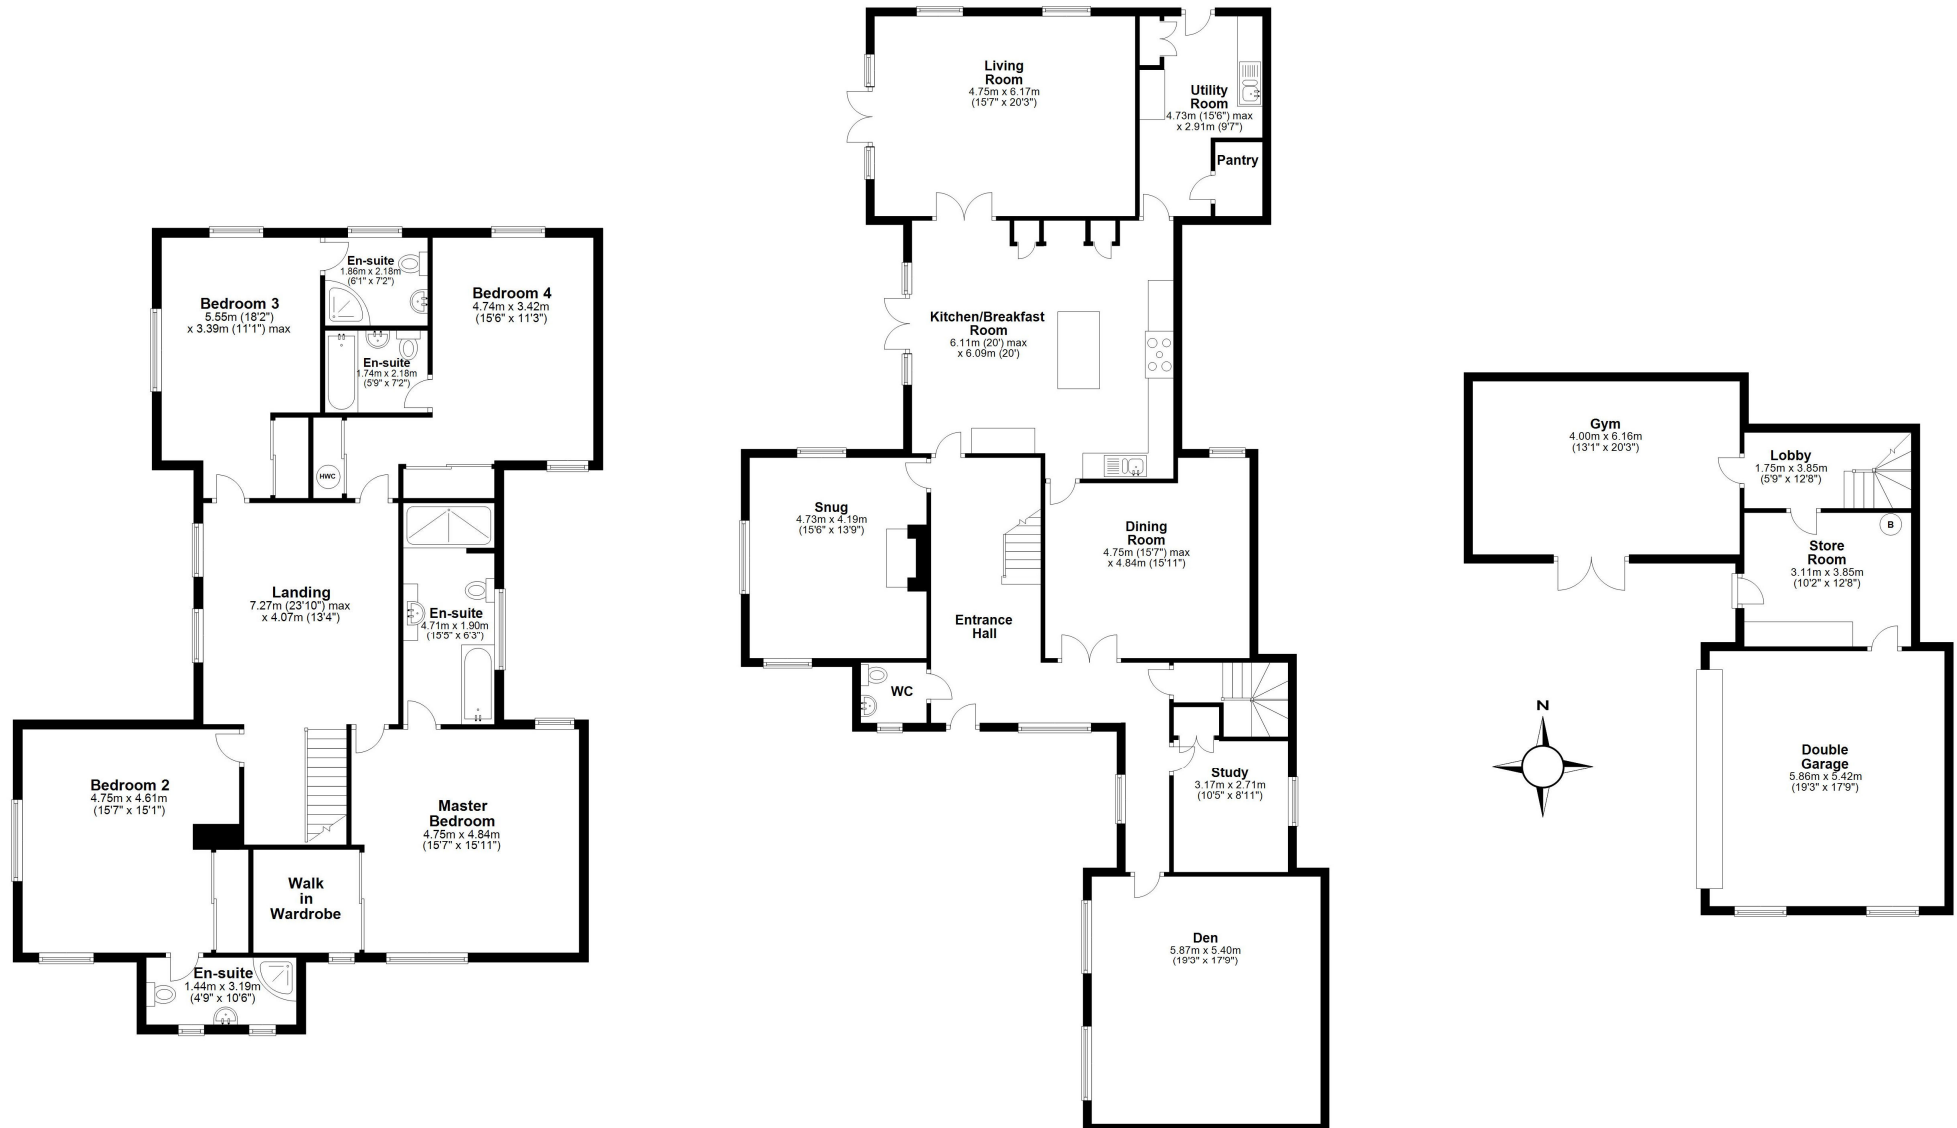 Bedroom 3
5.55m (18'2")
x 3.39m (11'1") max
En-suite
1.86m x 2.18m
(6'1" x 7'2")
Bedroom 4
4.74m x 3.42m
(15'6" x 11'3")
En-suite
1.74m x 2.18m
(5'9" x 7'2")
HWC
Landing
7.27m (23'10") max
x 4.07m (13'4")
En-suite
4.71m x 1.90m
(15'5" x 6'3")
Bedroom 2
4.75m x 4.61m
(15'7" x 15'1")
Master
Bedroom
4.75m x 4.84m
(15'7" x 15'11")
Walk
in
Wardrobe
En-suite
1.44m x 3.19m
(4'9" x 10'6")
Living
Room
4.75m x 6.17m
(15'7" x 20'3")
Utility
Room
4.73m (15'6") max
x 2.91m (9'7")
Pantry
Kitchen/Breakfast
Room
6.11m (20') max
x 6.09m (20')
Snug
4.73m x 4.19m
(15'6" x 13'9")
Dining
Room
4.75m (15'7") max
x 4.84m (15'11")
Entrance
Hall
WC
Study
3.17m x 2.71m
(10'5" x 8'11")
Den
5.87m x 5.40m
(19'3" x 17'9")
Gym
4.00m x 6.16m
(13'1" x 20'3")
Lobby
1.75m x 3.85m
(5'9" x 12'8")
B
Store
Room
3.11m x 3.85m
(10'2" x 12'8")
N
Double
Garage
5.86m x 5.42m
(19'3" x 17'9")